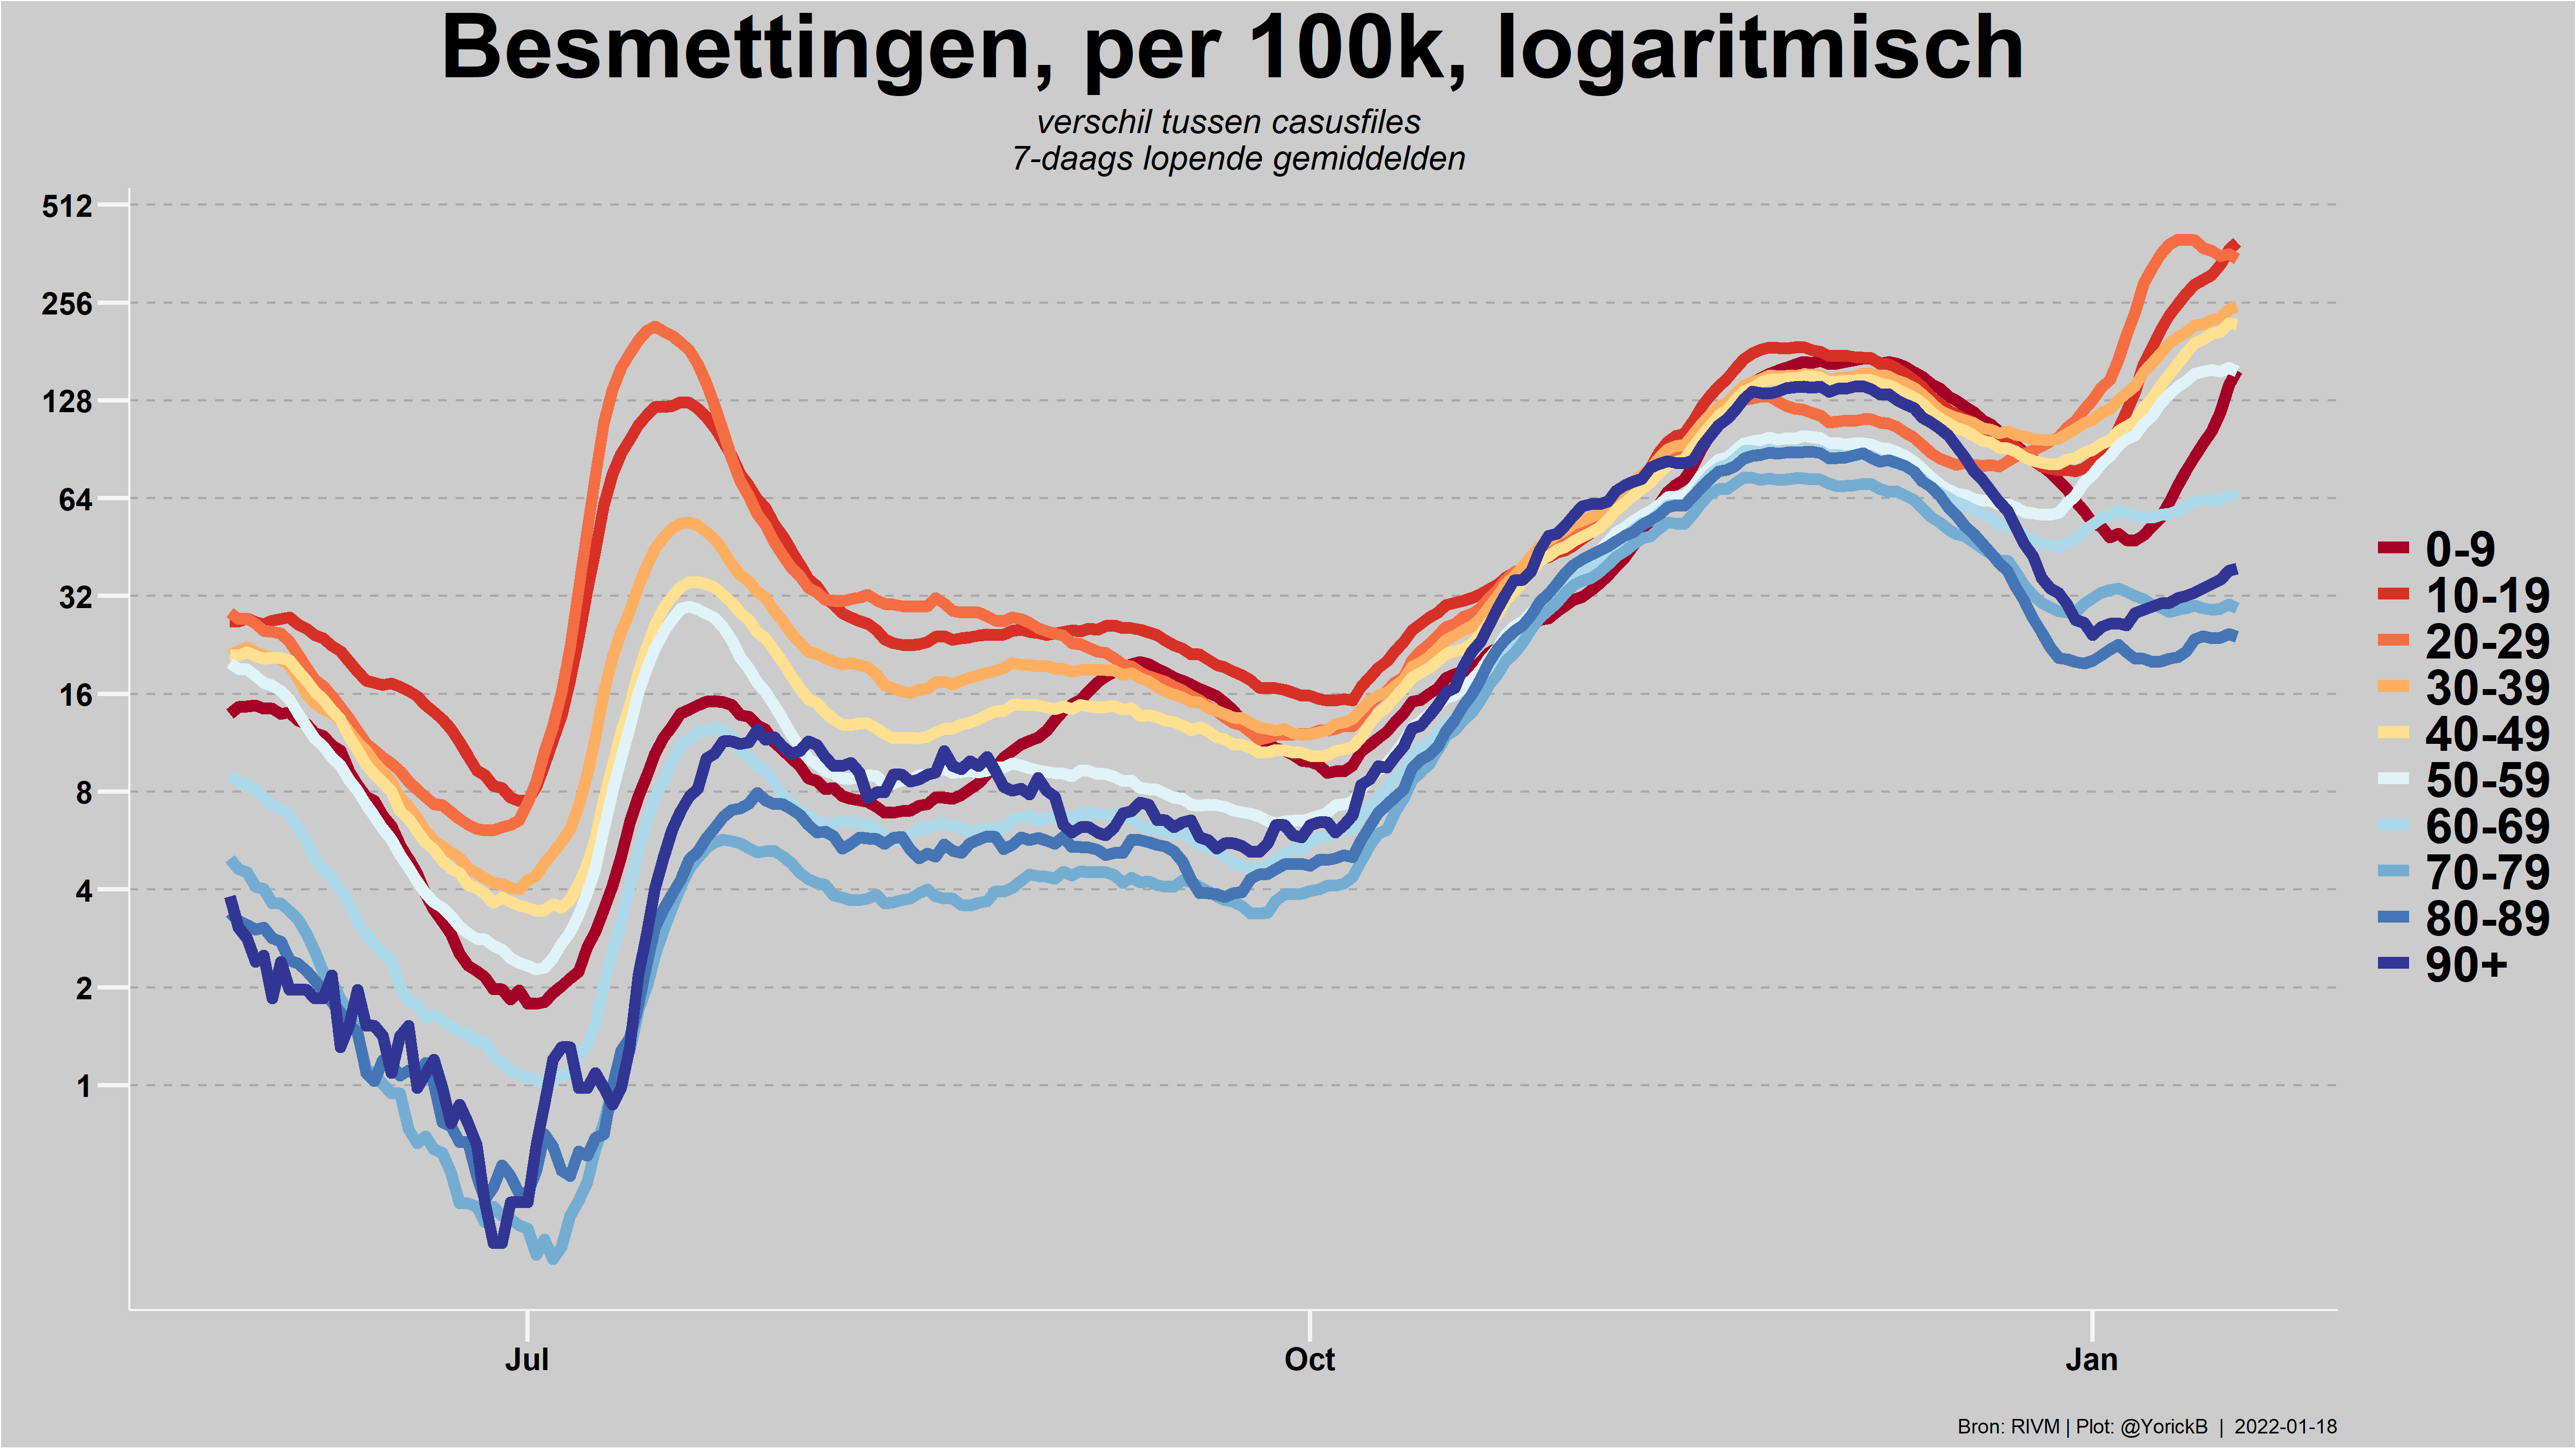 Besmettingen, per 100k, logaritmisch
verschil tussen casusfiles
7-daags lopende gemiddelden
512
256
128
64
32
16
8
4
2
1
0-9
10-19
20-29
30-39
40-49
50-59
60-69
70-79
80-89
90+
Jul
Oct
Jan
Bron: RIVM | Plot: @YorickB | 2022-01-18